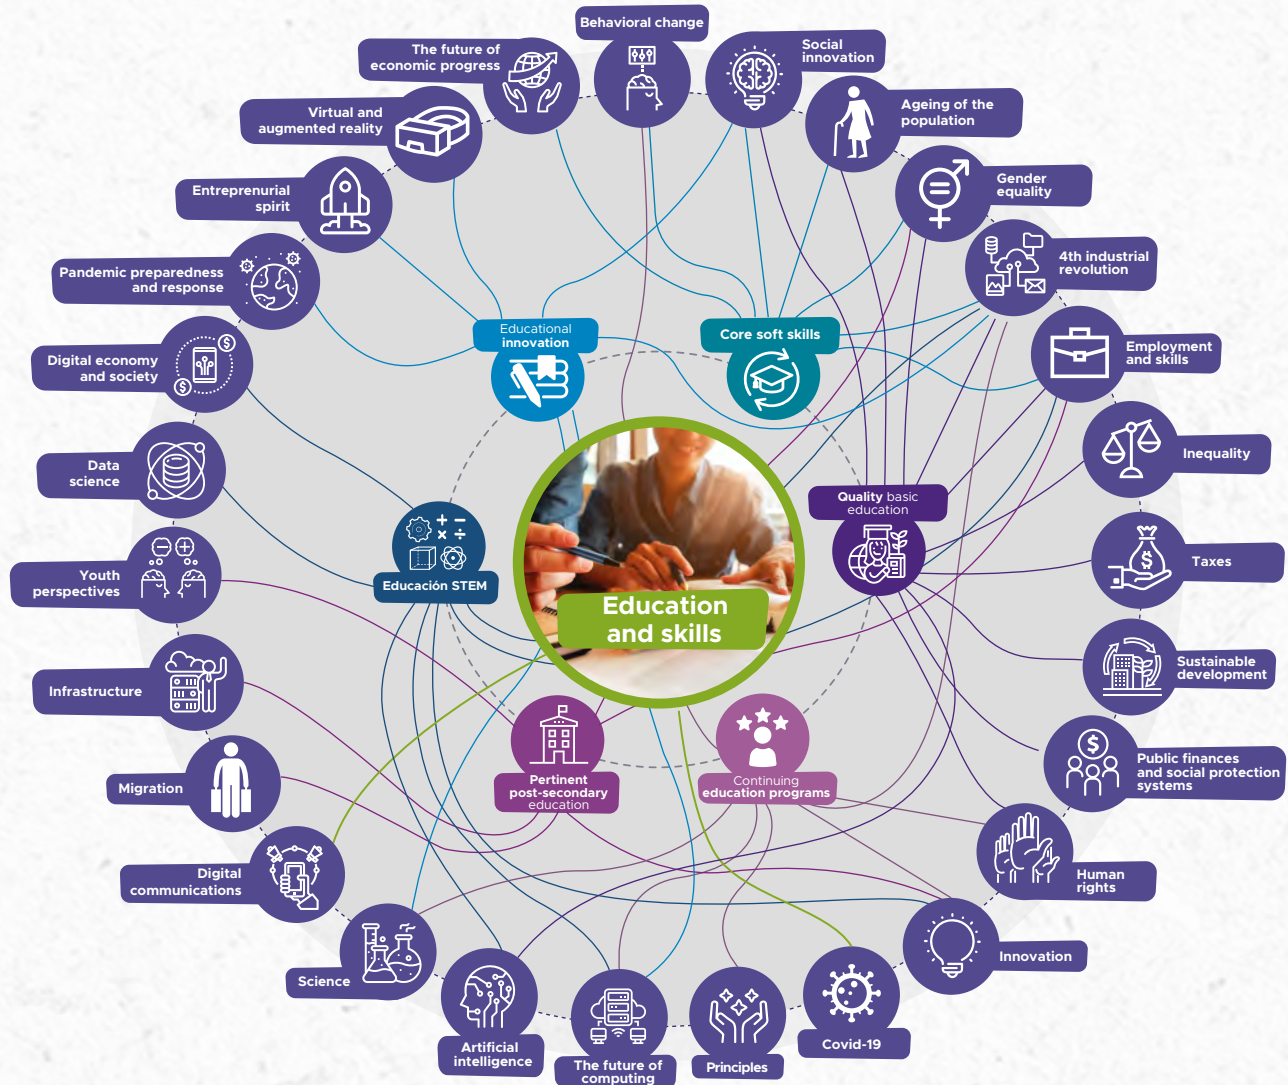 Behavioral change
Social
innovation
Ageing of the
population
Gender
equality
4th industrial
revolution
Employment
and skills
Inequality
Taxes
Sustainable
development
Public finances
and social protection
systems
Human
rights
Innovation
Covid-19
Principles
The future of
computing
Artificial
intelligence
Science
Digital
communications
Migration
Infrastructure
Youth
perspectives
Data
science
Digital economy
and society
Pandemic preparedness
and response
Entreprenurial
spirit
Virtual and
augmented reality
The future of
economic progress
Educational
innovation
Core soft skills
Quality basic
education
Continuing
education programs
Pertinent
post-secondary
education
Educación STEM
Education
and skills